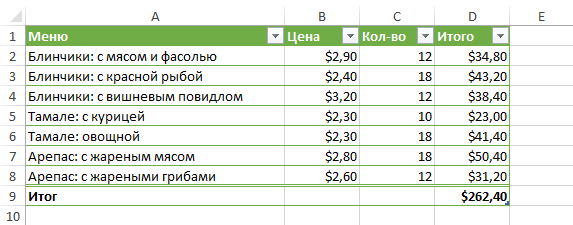 A B C D E
1 Меню Цена Кол-во Итого
2 Блинчики: с мясом и фасолью $2,90 12 $34,80
3 Блинчики: с красной рыбой $2,40 18 $43,20
4 Блинчики: с вишневым повидлом $3,20 12 $38,40
5 Тамале: с курицей $2,30 10 $23,00
6 Тамале: овощной $2,30 18 $41,40
7 Арепас: с жареным мясом $2,80 18 $50,40
8 Арепас: с жареными грибами $2,60 12 $31,20
9 Итог $262,40
10